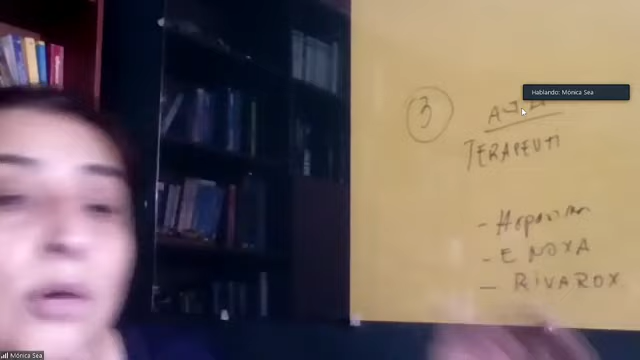 Hablando: Mónica Sea
3
TERAPEUTI
- Heparina
- ENOXA
- RIVAROX
Mónica Sea